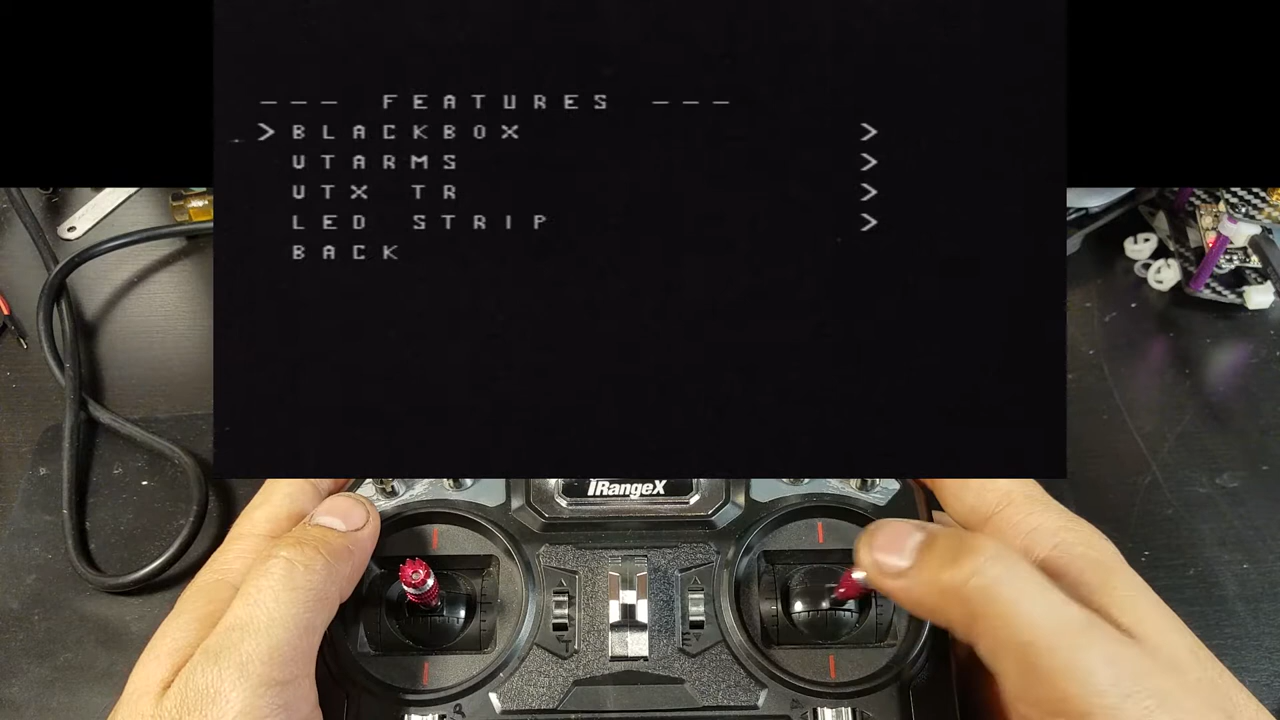 --- FEATURES ---
>BLACKBOX >
VTARMS >
VTX TR >
LED STRIP >
BACK
iRangeX